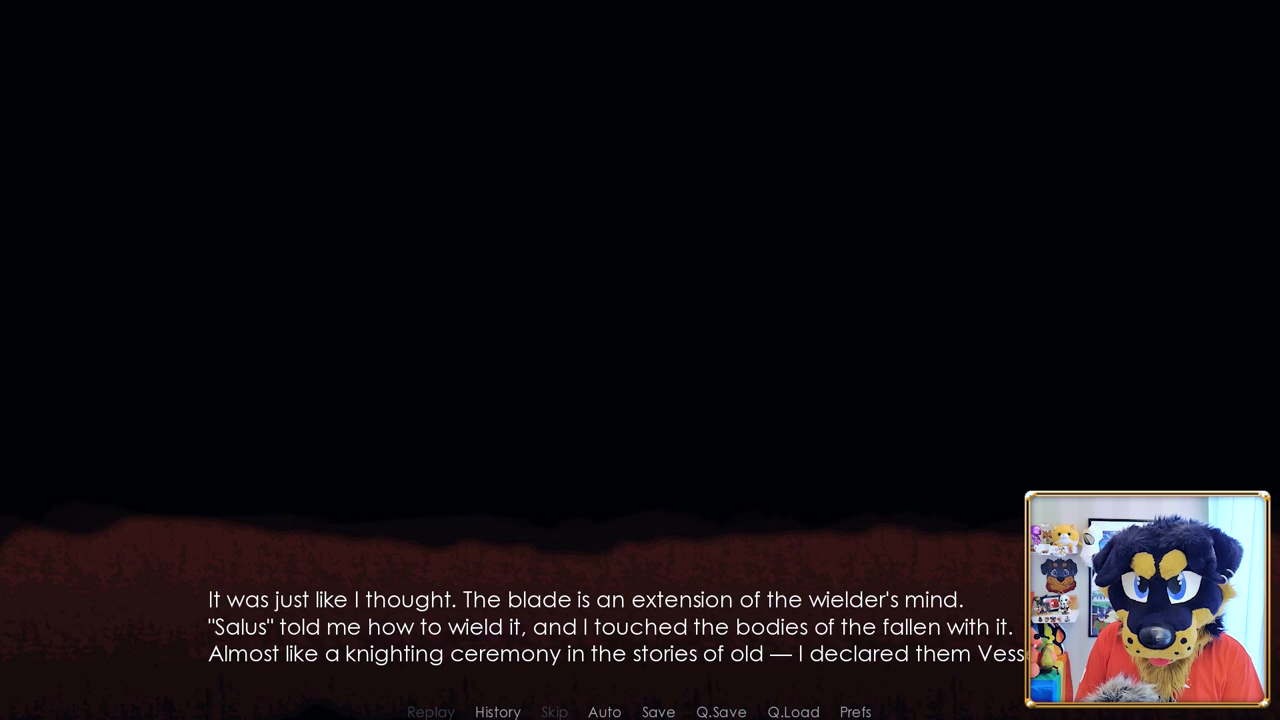 It was just like I thought. The blade is an extension of the wielder's mind.
"Salus" told me how to wield it, and I touched the bodies of the fallen with it.
Almost like a knighting ceremony in the stories of old — I declared them
Replay History Skip Auto Save Q.Save Q.Load Prefs